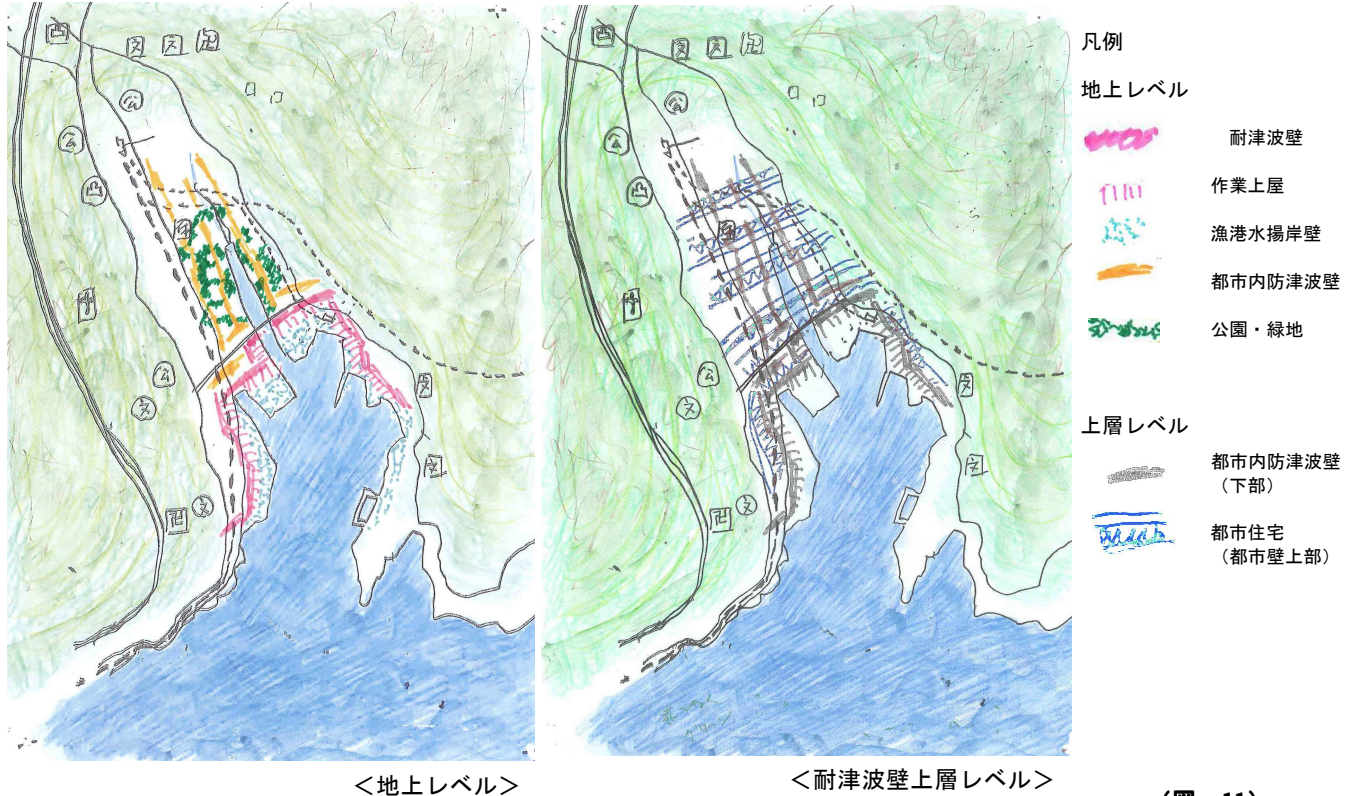 凡例
地上レベル
耐津波壁
作業上屋
漁港水揚岸壁
都市内防津波壁
公園・緑地
上層レベル
都市内防津波壁
（下部）
都市住宅
（都市壁上部）
＜地上レベル＞
＜耐津波壁上層レベル＞